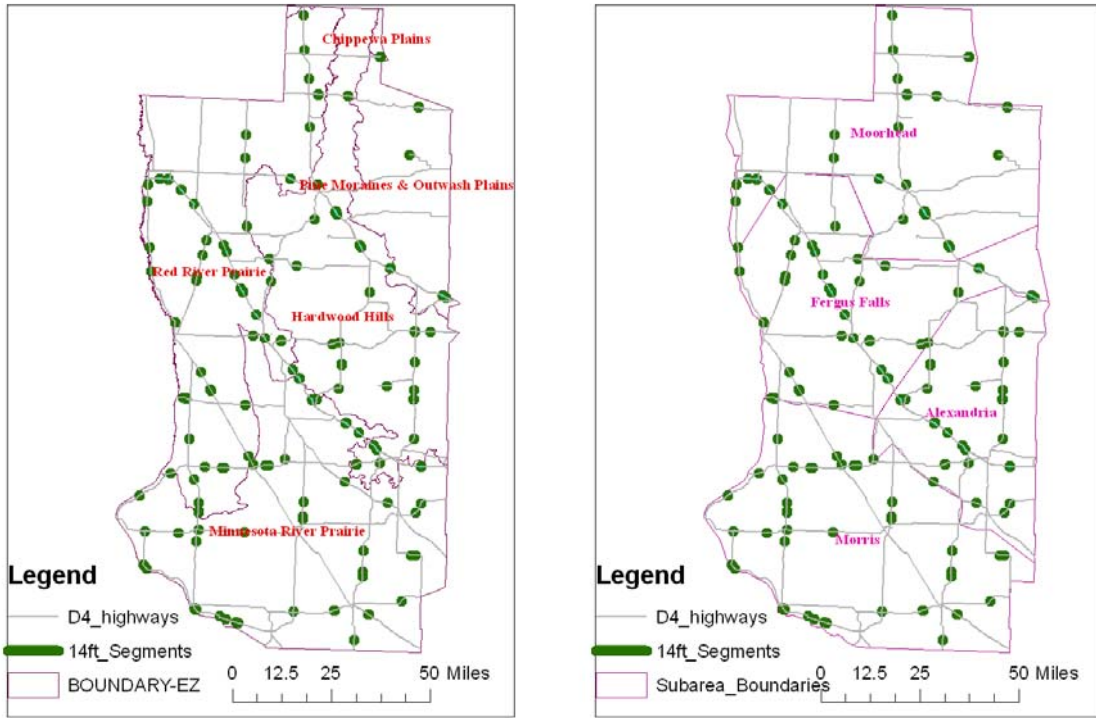 Chippewa Plains
Pine Moraines & Outwash Plains
Red River Prairie
Hardwood Hills
Minnesota River Prairie
Legend
D4_highways
14ft_Segments
BOUNDARY-EZ
0 12.5 25 50 Miles
Moorhead
Fergus Falls
Alexandria
Morris
Legend
D4_highways
14ft_Segments
Subarea_Boundaries
0 12.5 25 50 Miles